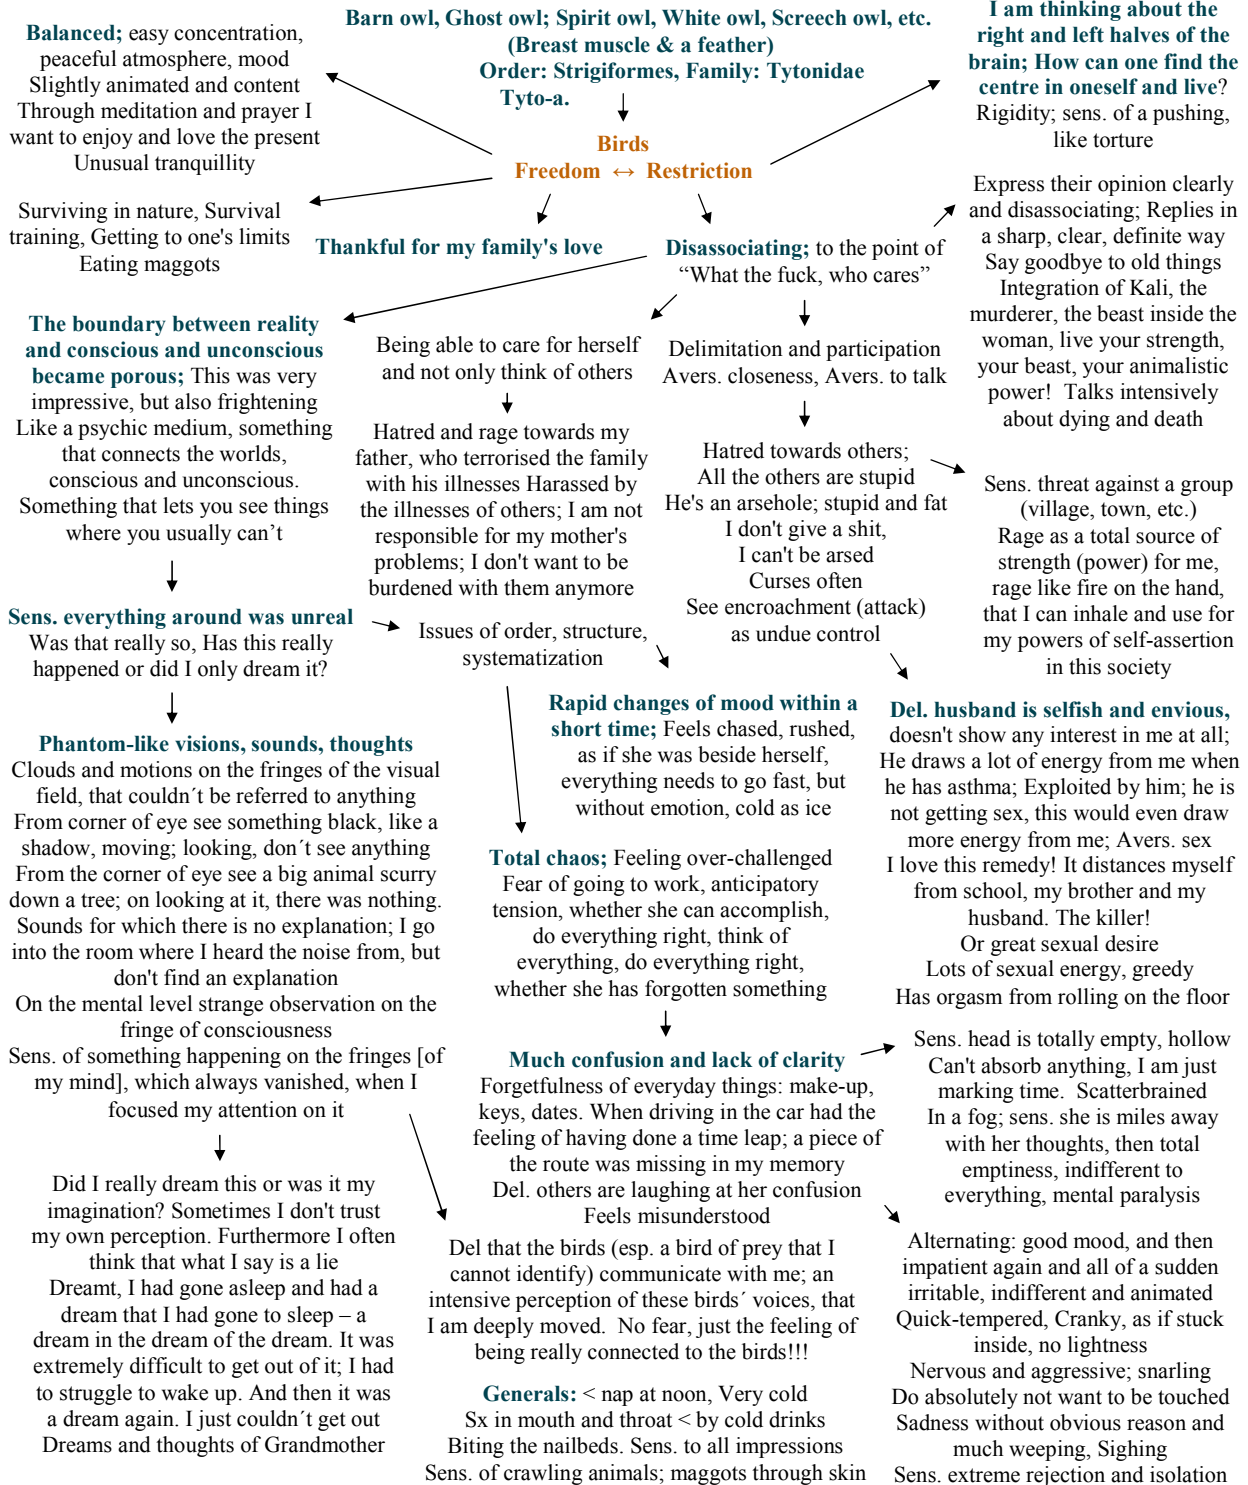 Barn owl, Ghost owl; Spirit owl, White owl, Screech owl, etc.
(Breast muscle & a feather)
Order: Strigiformes, Family: Tytonidae
Tyto-a.
Birds
Freedom ↔ Restriction
Balanced; easy concentration,
peaceful atmosphere, mood
Slightly animated and content
Through meditation and prayer I
want to enjoy and love the present
Unusual tranquillity
I am thinking about the
right and left halves of the
brain; How can one find the
centre in oneself and live?
Rigidity; sens. of a pushing,
like torture
Surviving in nature, Survival
training, Getting to one's limits
Eating maggots
Thankful for my family's love
Disassociating; to the point of
“What the fuck, who cares”
Express their opinion clearly
and disassociating; Replies in
a sharp, clear, definite way
Say goodbye to old things
Integration of Kali, the
murderer, the beast inside the
woman, live your strength,
your beast, your animalistic
power! Talks intensively
about dying and death
The boundary between reality
and conscious and unconscious
became porous; This was very
impressive, but also frightening
Like a psychic medium, something
that connects the worlds,
conscious and unconscious.
Something that lets you see things
where you usually can’t
Being able to care for herself
and not only think of others
Delimitation and participation
Avers. closeness, Avers. to talk
Hatred and rage towards my
father, who terrorised the family
with his illnesses Harassed by
the illnesses of others; I am not
responsible for my mother's
problems; I don't want to be
burdened with them anymore
Hatred towards others;
All the others are stupid
He's an arsehole; stupid and fat
I don't give a shit,
I can't be arsed
Curses often
See encroachment (attack)
as undue control
Sens. threat against a group
(village, town, etc.)
Rage as a total source of
strength (power) for me,
rage like fire on the hand,
that I can inhale and use for
my powers of self-assertion
in this society
Sens. everything around was unreal
Was that really so, Has this really
happened or did I only dream it?
Issues of order, structure,
systematization
Rapid changes of mood within a
short time; Feels chased, rushed,
as if she was beside herself,
everything needs to go fast, but
without emotion, cold as ice
Del. husband is selfish and envious,
doesn't show any interest in me at all;
He draws a lot of energy from me when
he has asthma; Exploited by him; he is
not getting sex, this would even draw
more energy from me; Avers. sex
I love this remedy! It distances myself
from school, my brother and my
husband. The killer!
Or great sexual desire
Lots of sexual energy, greedy
Has orgasm from rolling on the floor
Phantom-like visions, sounds, thoughts
Clouds and motions on the fringes of the visual
field, that couldn´t be referred to anything
From corner of eye see something black, like a
shadow, moving; looking, don´t see anything
From the corner of eye see a big animal scurry
down a tree; on looking at it, there was nothing.
Sounds for which there is no explanation; I go
into the room where I heard the noise from, but
don't find an explanation
On the mental level strange observation on the
fringe of consciousness
Sens. of something happening on the fringes [of
my mind], which always vanished, when I
focused my attention on it
Total chaos; Feeling over-challenged
Fear of going to work, anticipatory
tension, whether she can accomplish,
do everything right, think of
everything, do everything right,
whether she has forgotten something
Much confusion and lack of clarity
Forgetfulness of everyday things: make-up,
keys, dates. When driving in the car had the
feeling of having done a time leap; a piece of
the route was missing in my memory
Del. others are laughing at her confusion
Feels misunderstood
Sens. head is totally empty, hollow
Can't absorb anything, I am just
marking time. Scatterbrained
In a fog; sens. she is miles away
with her thoughts, then total
emptiness, indifferent to
everything, mental paralysis
Did I really dream this or was it my
imagination? Sometimes I don't trust
my own perception. Furthermore I often
think that what I say is a lie
Dreamt, I had gone asleep and had a
dream that I had gone to sleep – a
dream in the dream of the dream. It was
extremely difficult to get out of it; I had
to struggle to wake up. And then it was
a dream again. I just couldn´t get out
Dreams and thoughts of Grandmother
Del that the birds (esp. a bird of prey that I
cannot identify) communicate with me; an
intensive perception of these birds´ voices, that
I am deeply moved. No fear, just the feeling of
being really connected to the birds!!!
Alternating: good mood, and then
impatient again and all of a sudden
irritable, indifferent and animated
Quick-tempered, Cranky, as if stuck
inside, no lightness
Nervous and aggressive; snarling
Do absolutely not want to be touched
Sadness without obvious reason and
much weeping, Sighing
Sens. extreme rejection and isolation
Generals: < nap at noon, Very cold
Sx in mouth and throat < by cold drinks
Biting the nailbeds. Sens. to all impressions
Sens. of crawling animals; maggots through skin